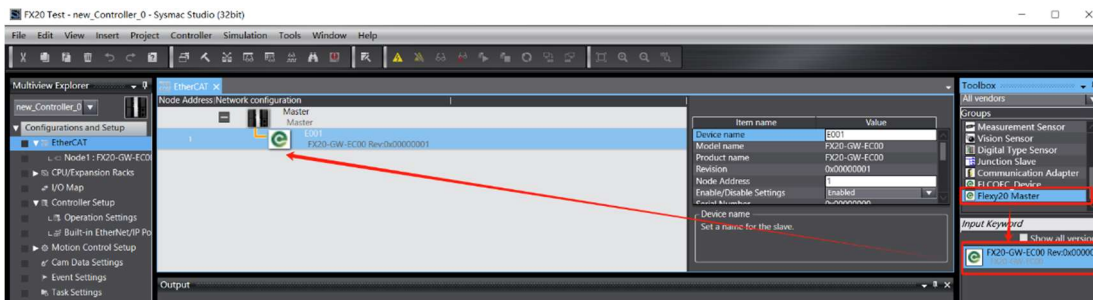 FX20 Test - new_Controller_0 - Sysmac Studio (32bit)
File Edit View Insert Project Controller Simulation Tools Window Help
Multiview Explorer
new_Controller_0
Configurations and Setup
EtherCAT
Node1 : FX20-GW-EC00
CPU/Expansion Racks
I/O Map
Controller Setup
Operation Settings
Built-in EtherNet/IP Po
Motion Control Setup
Cam Data Settings
Event Settings
Task Settings
EtherCAT
Node Address|Network configuration
Master
Master
1
E001
FX20-GW-EC00 Rev:0x00000001
Item name Value
Device name E001
Model name FX20-GW-EC00
Product name FX20-GW-EC00
Revision 0x00000001
Node Address 1
Enable/Disable Settings Enabled
Serial Number 0x00000000
Device name
Set a name for the slave.
Output
Toolbox
All vendors
Groups
Measurement Sensor
Vision Sensor
Digital Type Sensor
Junction Slave
Communication Adapter
ELCOEC_Device
Flexy20 Master
Input Keyword
Show all version
FX20-GW-EC00 Rev:0x0000